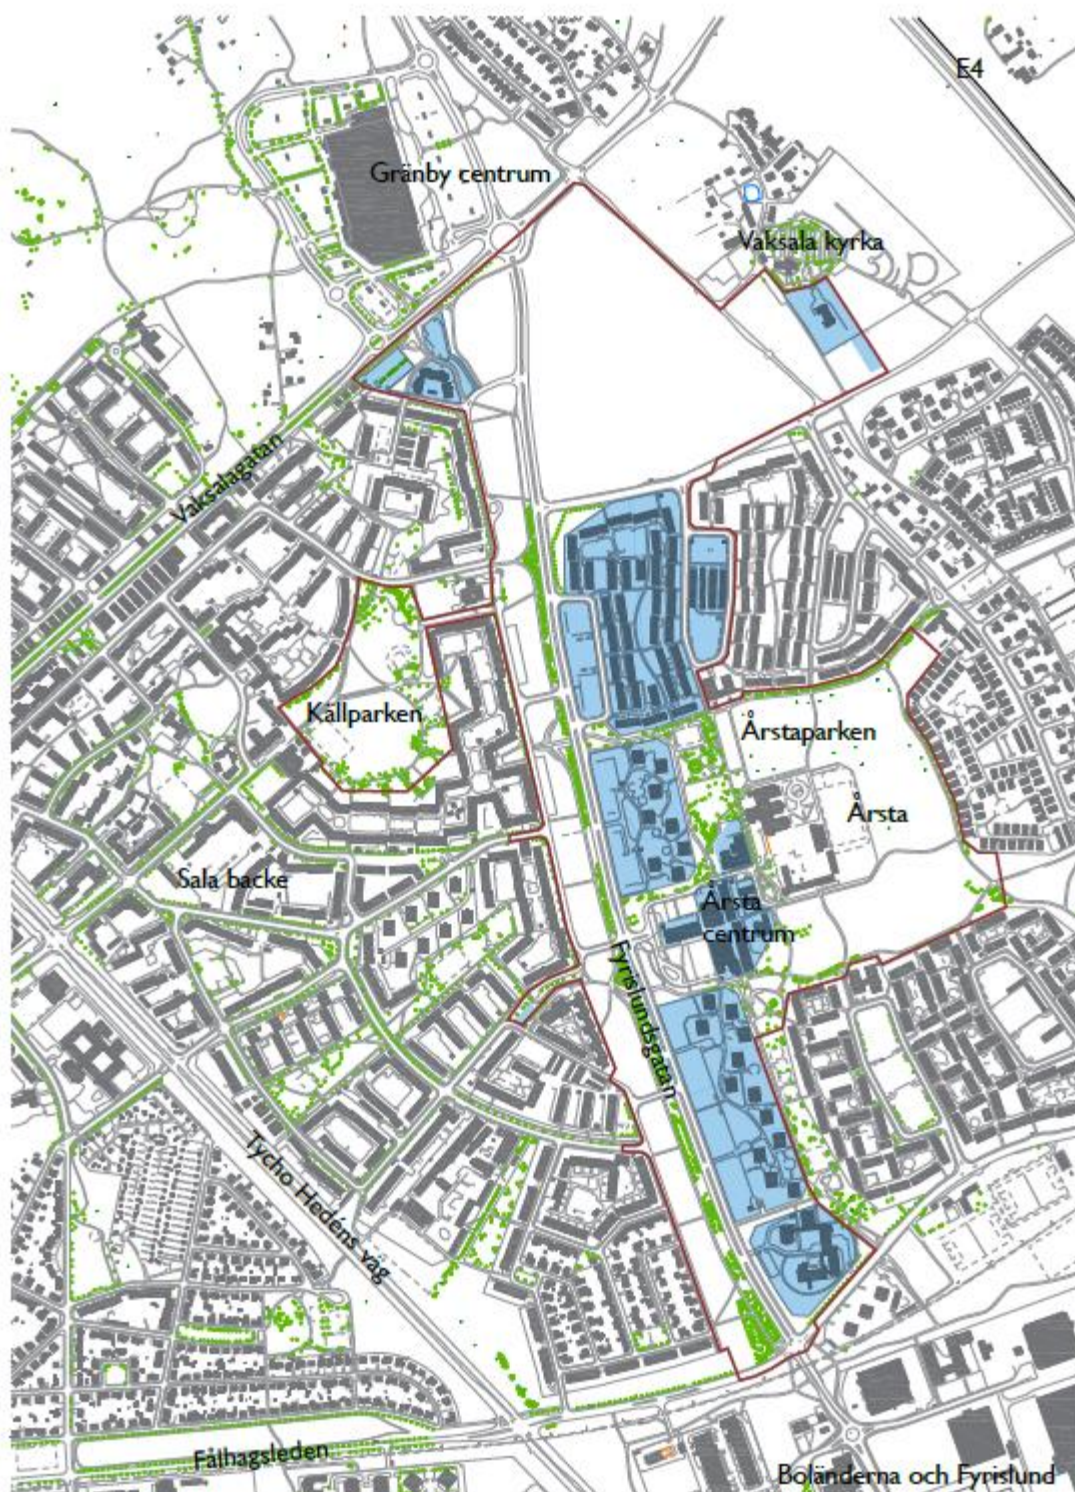 E4
Gränby centrum
Vaksala kyrka
Vaksalagatan
Källparken
Årstaparken
Årsta
Sala backe
Årsta
centrum
Fyrislundsgatan
Tycho Hedéns väg
Fålhagsleden
Boländerna och Fyrislund